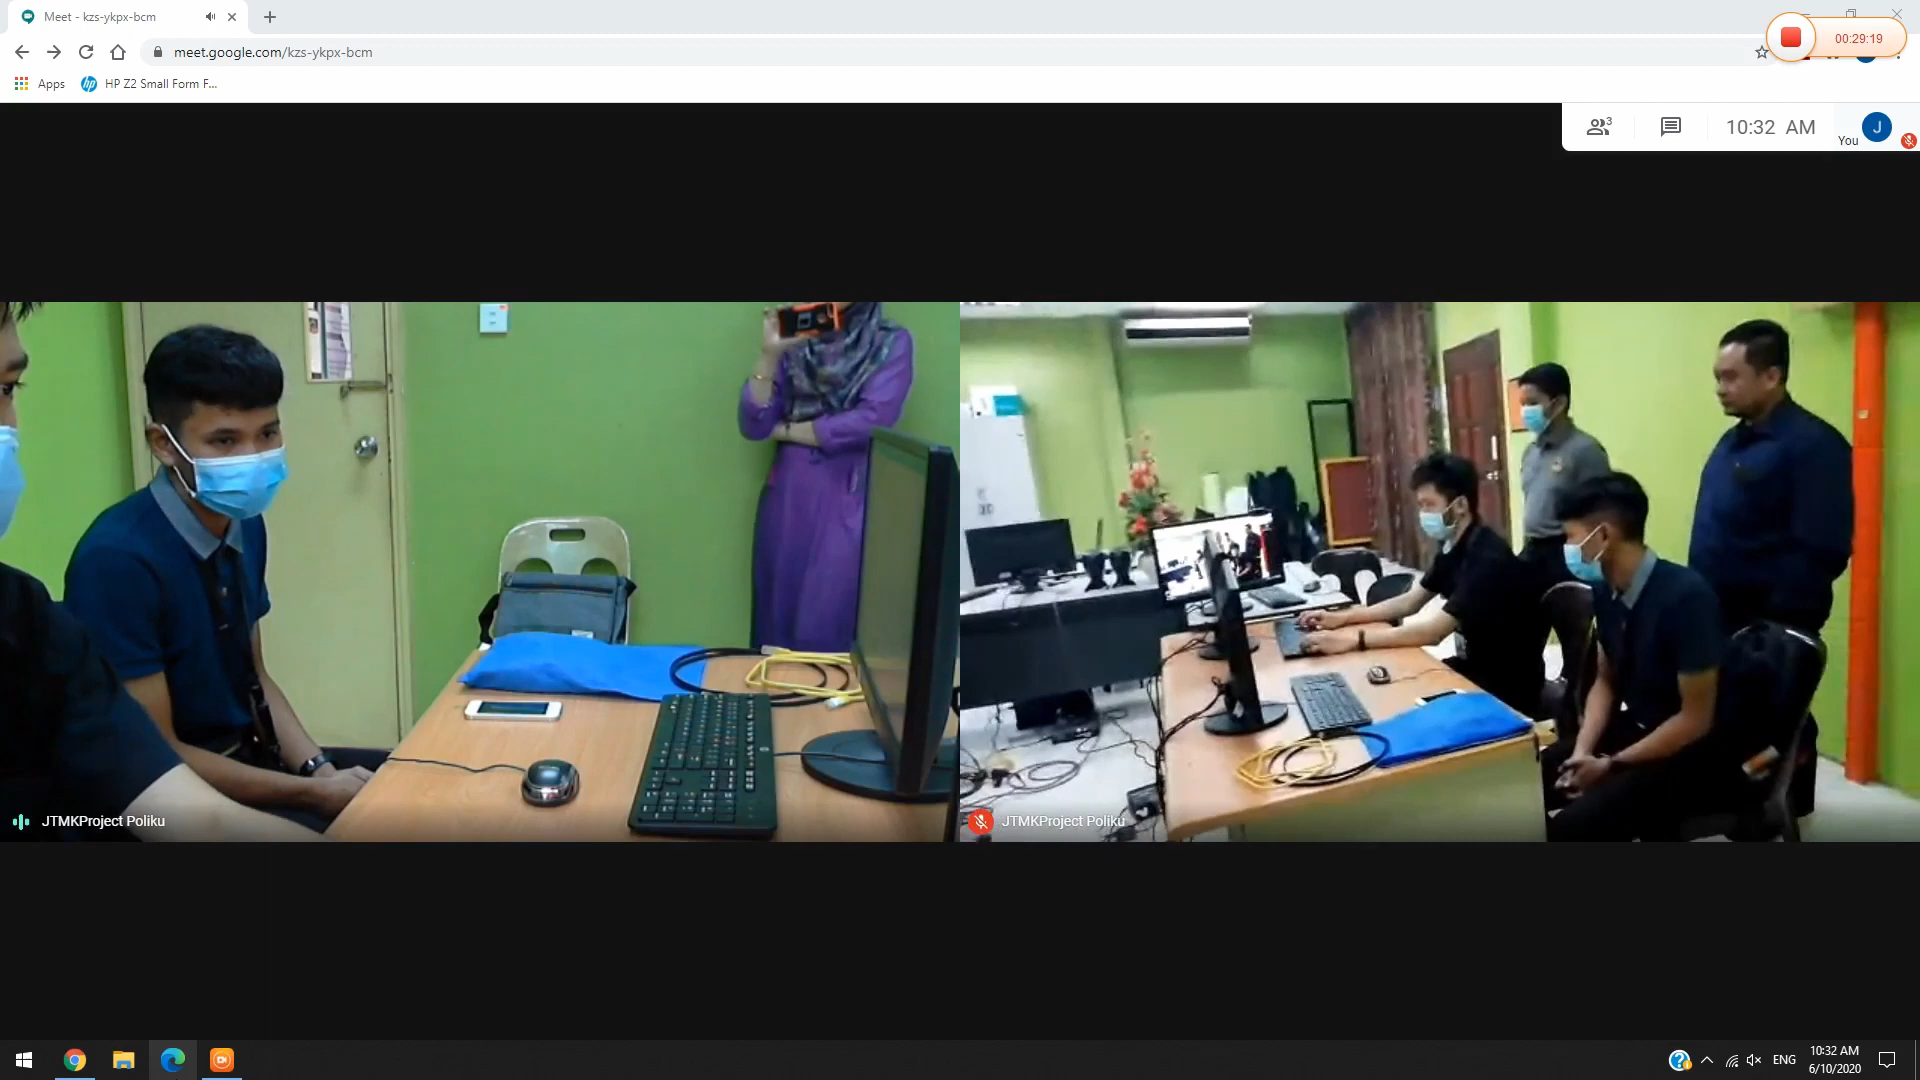 Meet - kzs-ykpx-bcm
meet.google.com/kzs-ykpx-bcm
00:29:19
Apps
hp
HP Z2 Small Form F...
3
10:32 AM
You
J
JTMKProject Poliku
JTMKProject Poliku
ENG
10:32 AM
6/10/2020